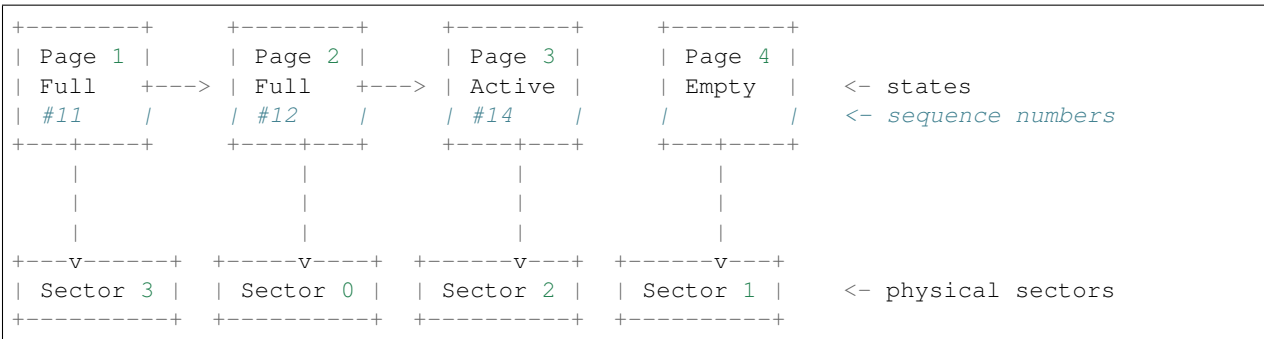 +--------+     +--------+     +--------+     +--------+
| Page 1 |     | Page 2 |     | Page 3 |     | Page 4 |
| Full   +---> | Full   +---> | Active |     | Empty  |   <- states
| #11    |     | #12    |     | #14    |     |        |   <- sequence numbers
+---+----+     +----+---+     +----+---+     +---+----+
    |               |              |             |
    |               |              |             |
    |               |              |             |
+---v------+  +-----v----+  +------v---+  +------v---+
| Sector 3 |  | Sector 0 |  | Sector 2 |  | Sector 1 |    <- physical sectors
+----------+  +----------+  +----------+  +----------+